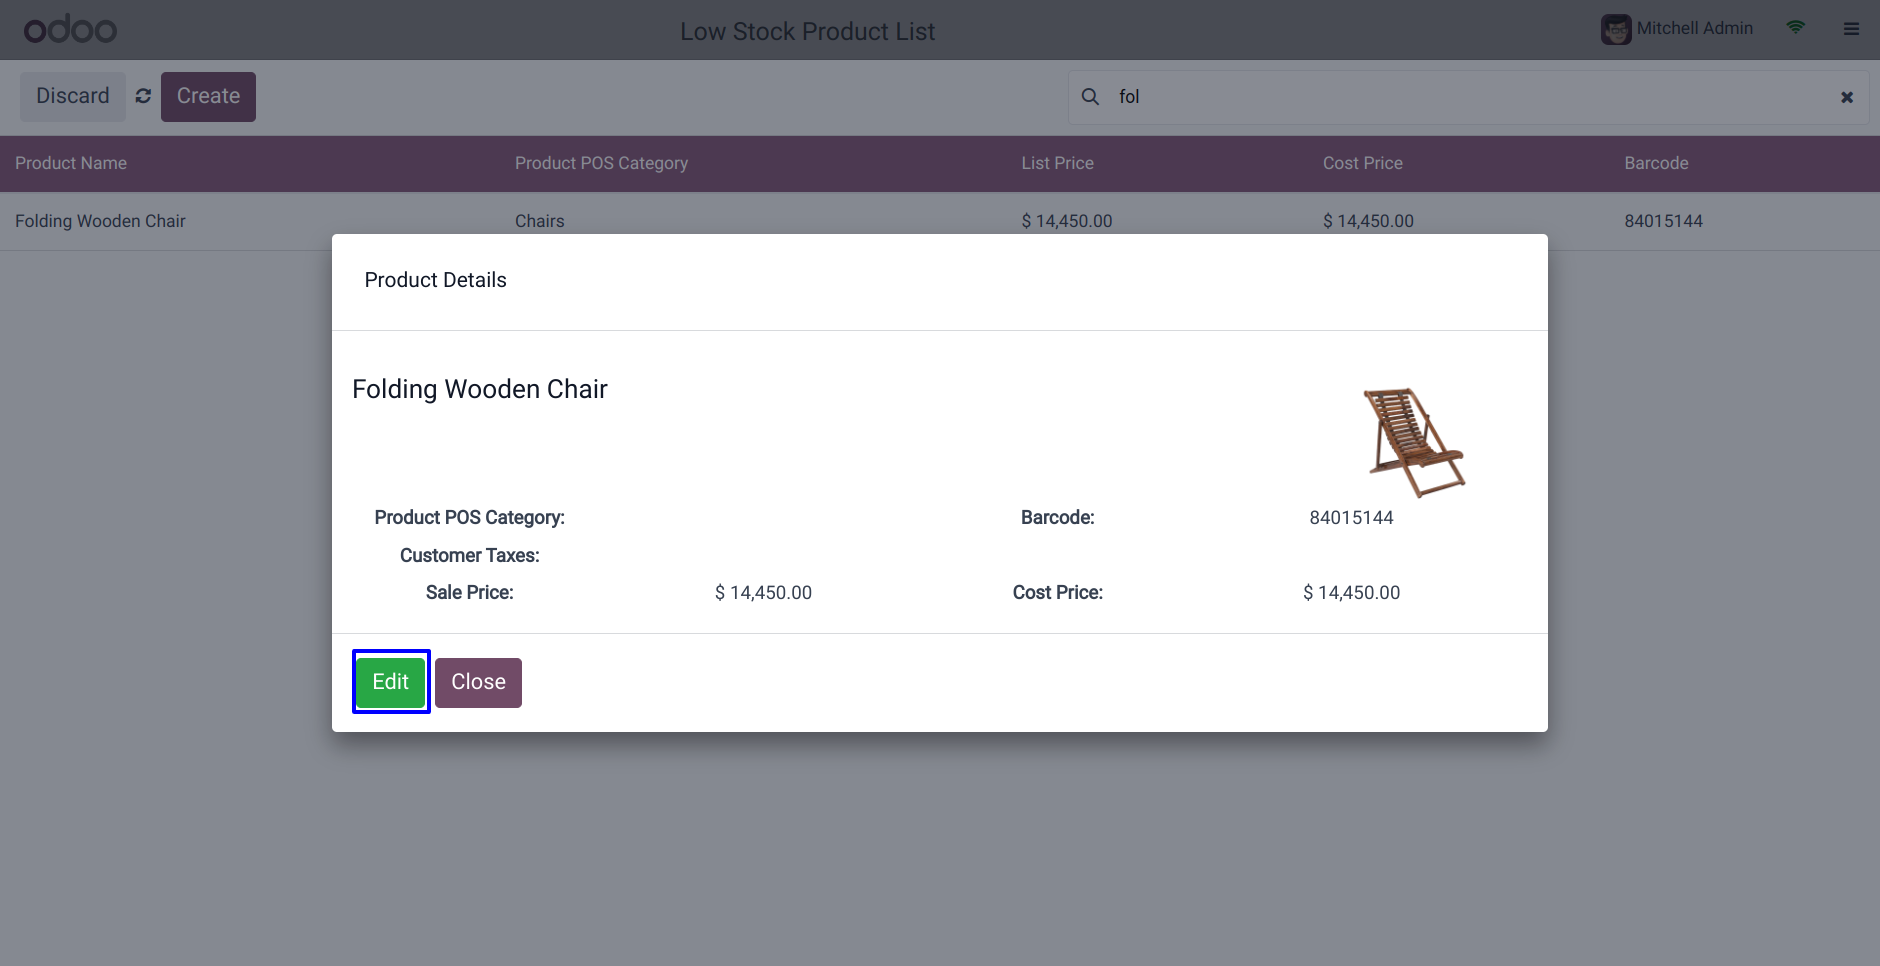 odoo
Low Stock Product List
Mitchell Admin
Discard
Create
fol
Product Name
Product POS Category
List Price
Cost Price
Barcode
Folding Wooden Chair
Chairs
$ 14,450.00
$ 14,450.00
84015144
Product Details
Folding Wooden Chair
Product POS Category:
Barcode:
84015144
Customer Taxes:
Sale Price:
$ 14,450.00
Cost Price:
$ 14,450.00
Edit
Close